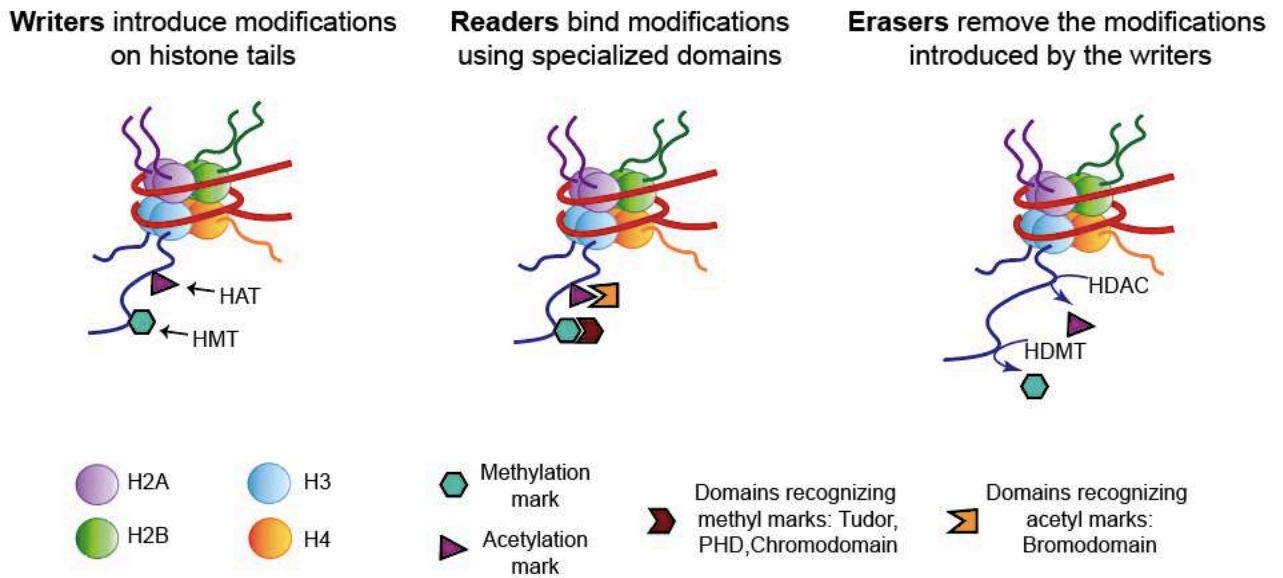 Writers introduce modifications
on histone tails
Readers bind modifications
using specialized domains
Erasers remove the modifications
introduced by the writers
HAT
HMT
HDAC
HDMT
H2A
H3
H2B
H4
Methylation
mark
Acetylation
mark
Domains recognizing
methyl marks: Tudor,
PHD,Chromodomain
Domains recognizing
acetyl marks:
Bromodomain